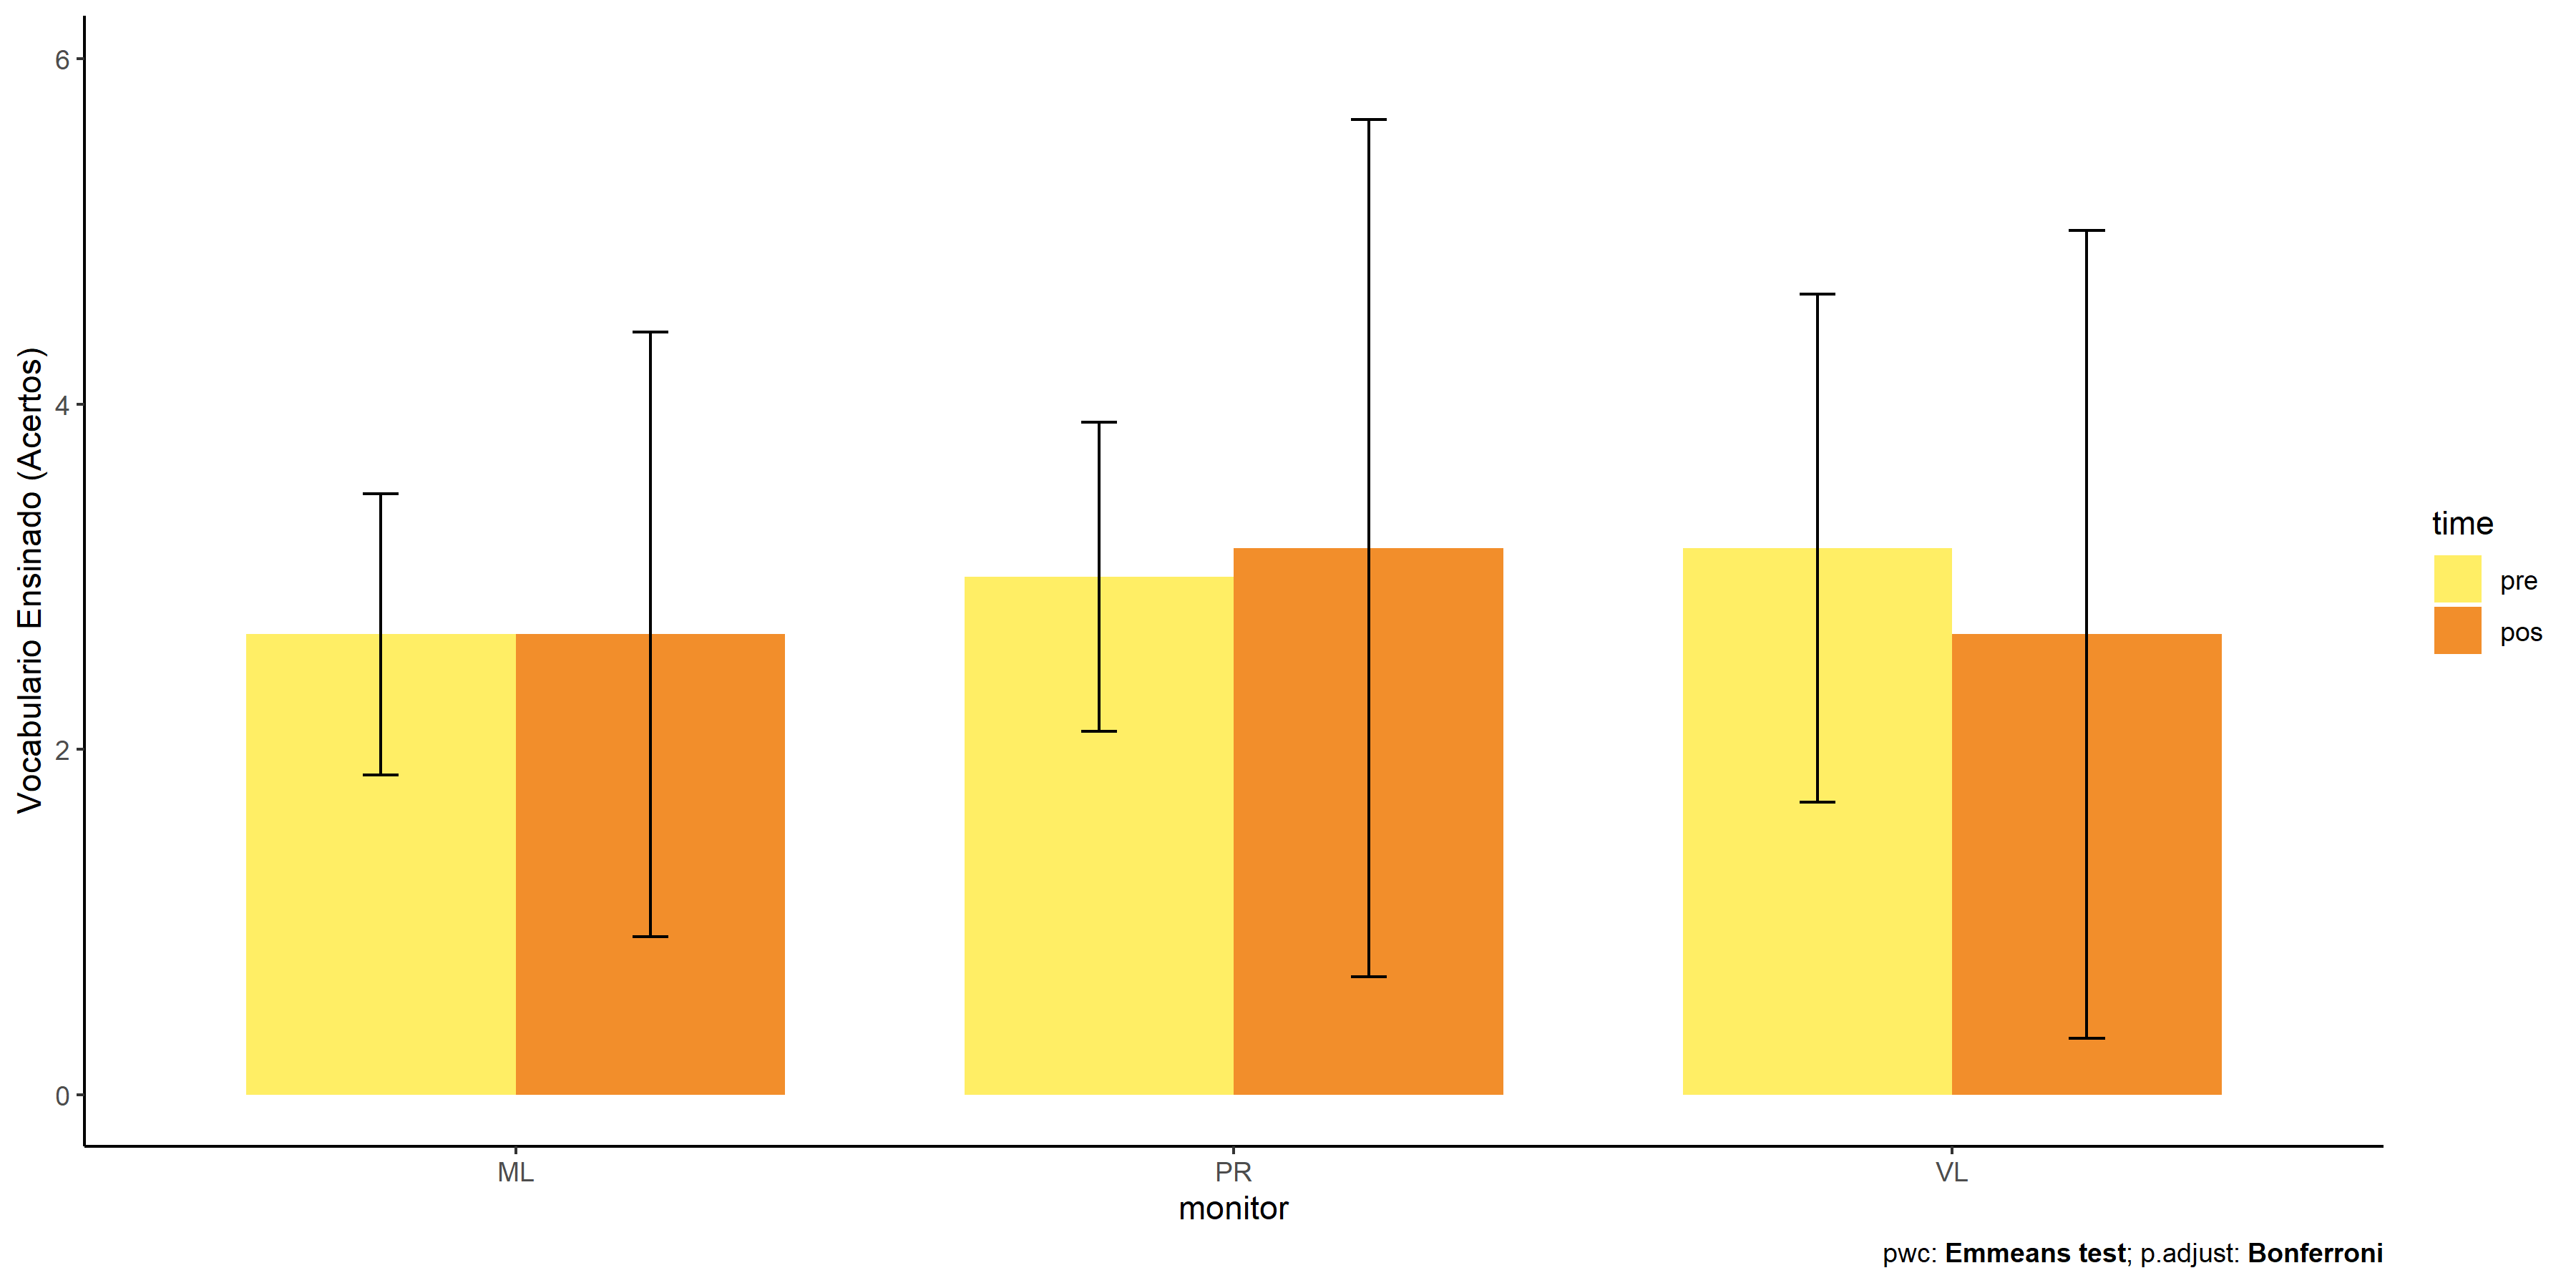 Vocabulario Ensinado (Acertos)
6
4
2
0
ML
PR
VL
monitor
time
pre
pos
pwc: Emmeans test; p.adjust: Bonferroni